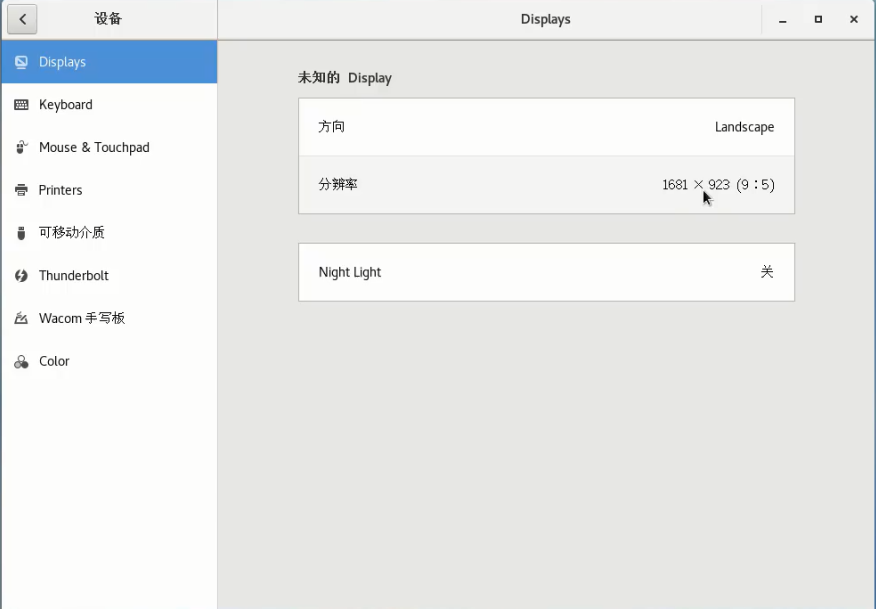 设备
Displays
Displays
Keyboard
Mouse & Touchpad
Printers
可移动介质
Thunderbolt
Wacom 手写板
Color
未知的 Display
方向 Landscape
分辨率 1681 × 923 (9∶5)
Night Light 关